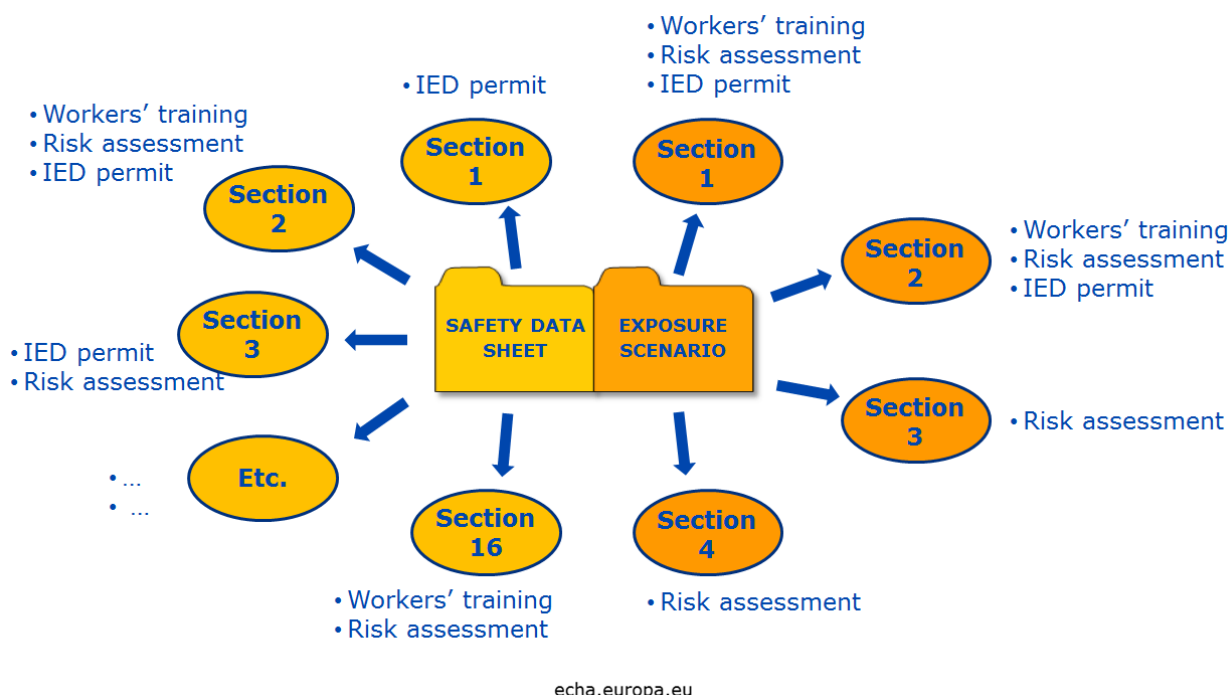 • Workers’ training
• Risk assessment
• IED permit
• IED permit
• Workers’ training
• Risk assessment
• IED permit
Section
1
Section
1
Section
2
Section
2
• Workers’ training
• Risk assessment
• IED permit
SAFETY DATA
SHEET
EXPOSURE
SCENARIO
Section
3
• IED permit
• Risk assessment
Section
3
• Risk assessment
Etc.
• ...
• ...
Section
16
Section
4
• Workers’ training
• Risk assessment
• Risk assessment
echa.europa.eu